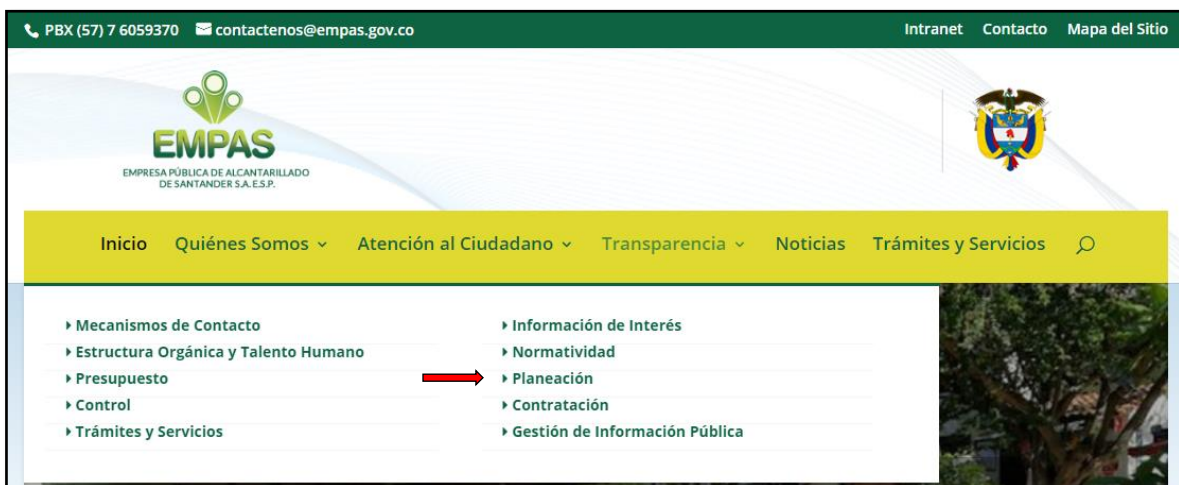 PBX (57) 7 6059370 contactenos@empas.gov.co Intranet Contacto Mapa del Sitio
EMPAS
EMPRESA PÚBLICA DE ALCANTARILLADO
DE SANTANDER S.A. E.S.P.
Inicio Quiénes Somos Atención al Ciudadano Transparencia Noticias Trámites y Servicios
Mecanismos de Contacto
Estructura Orgánica y Talento Humano
Presupuesto
Control
Trámites y Servicios
Información de Interés
Normatividad
Planeación
Contratación
Gestión de Información Pública